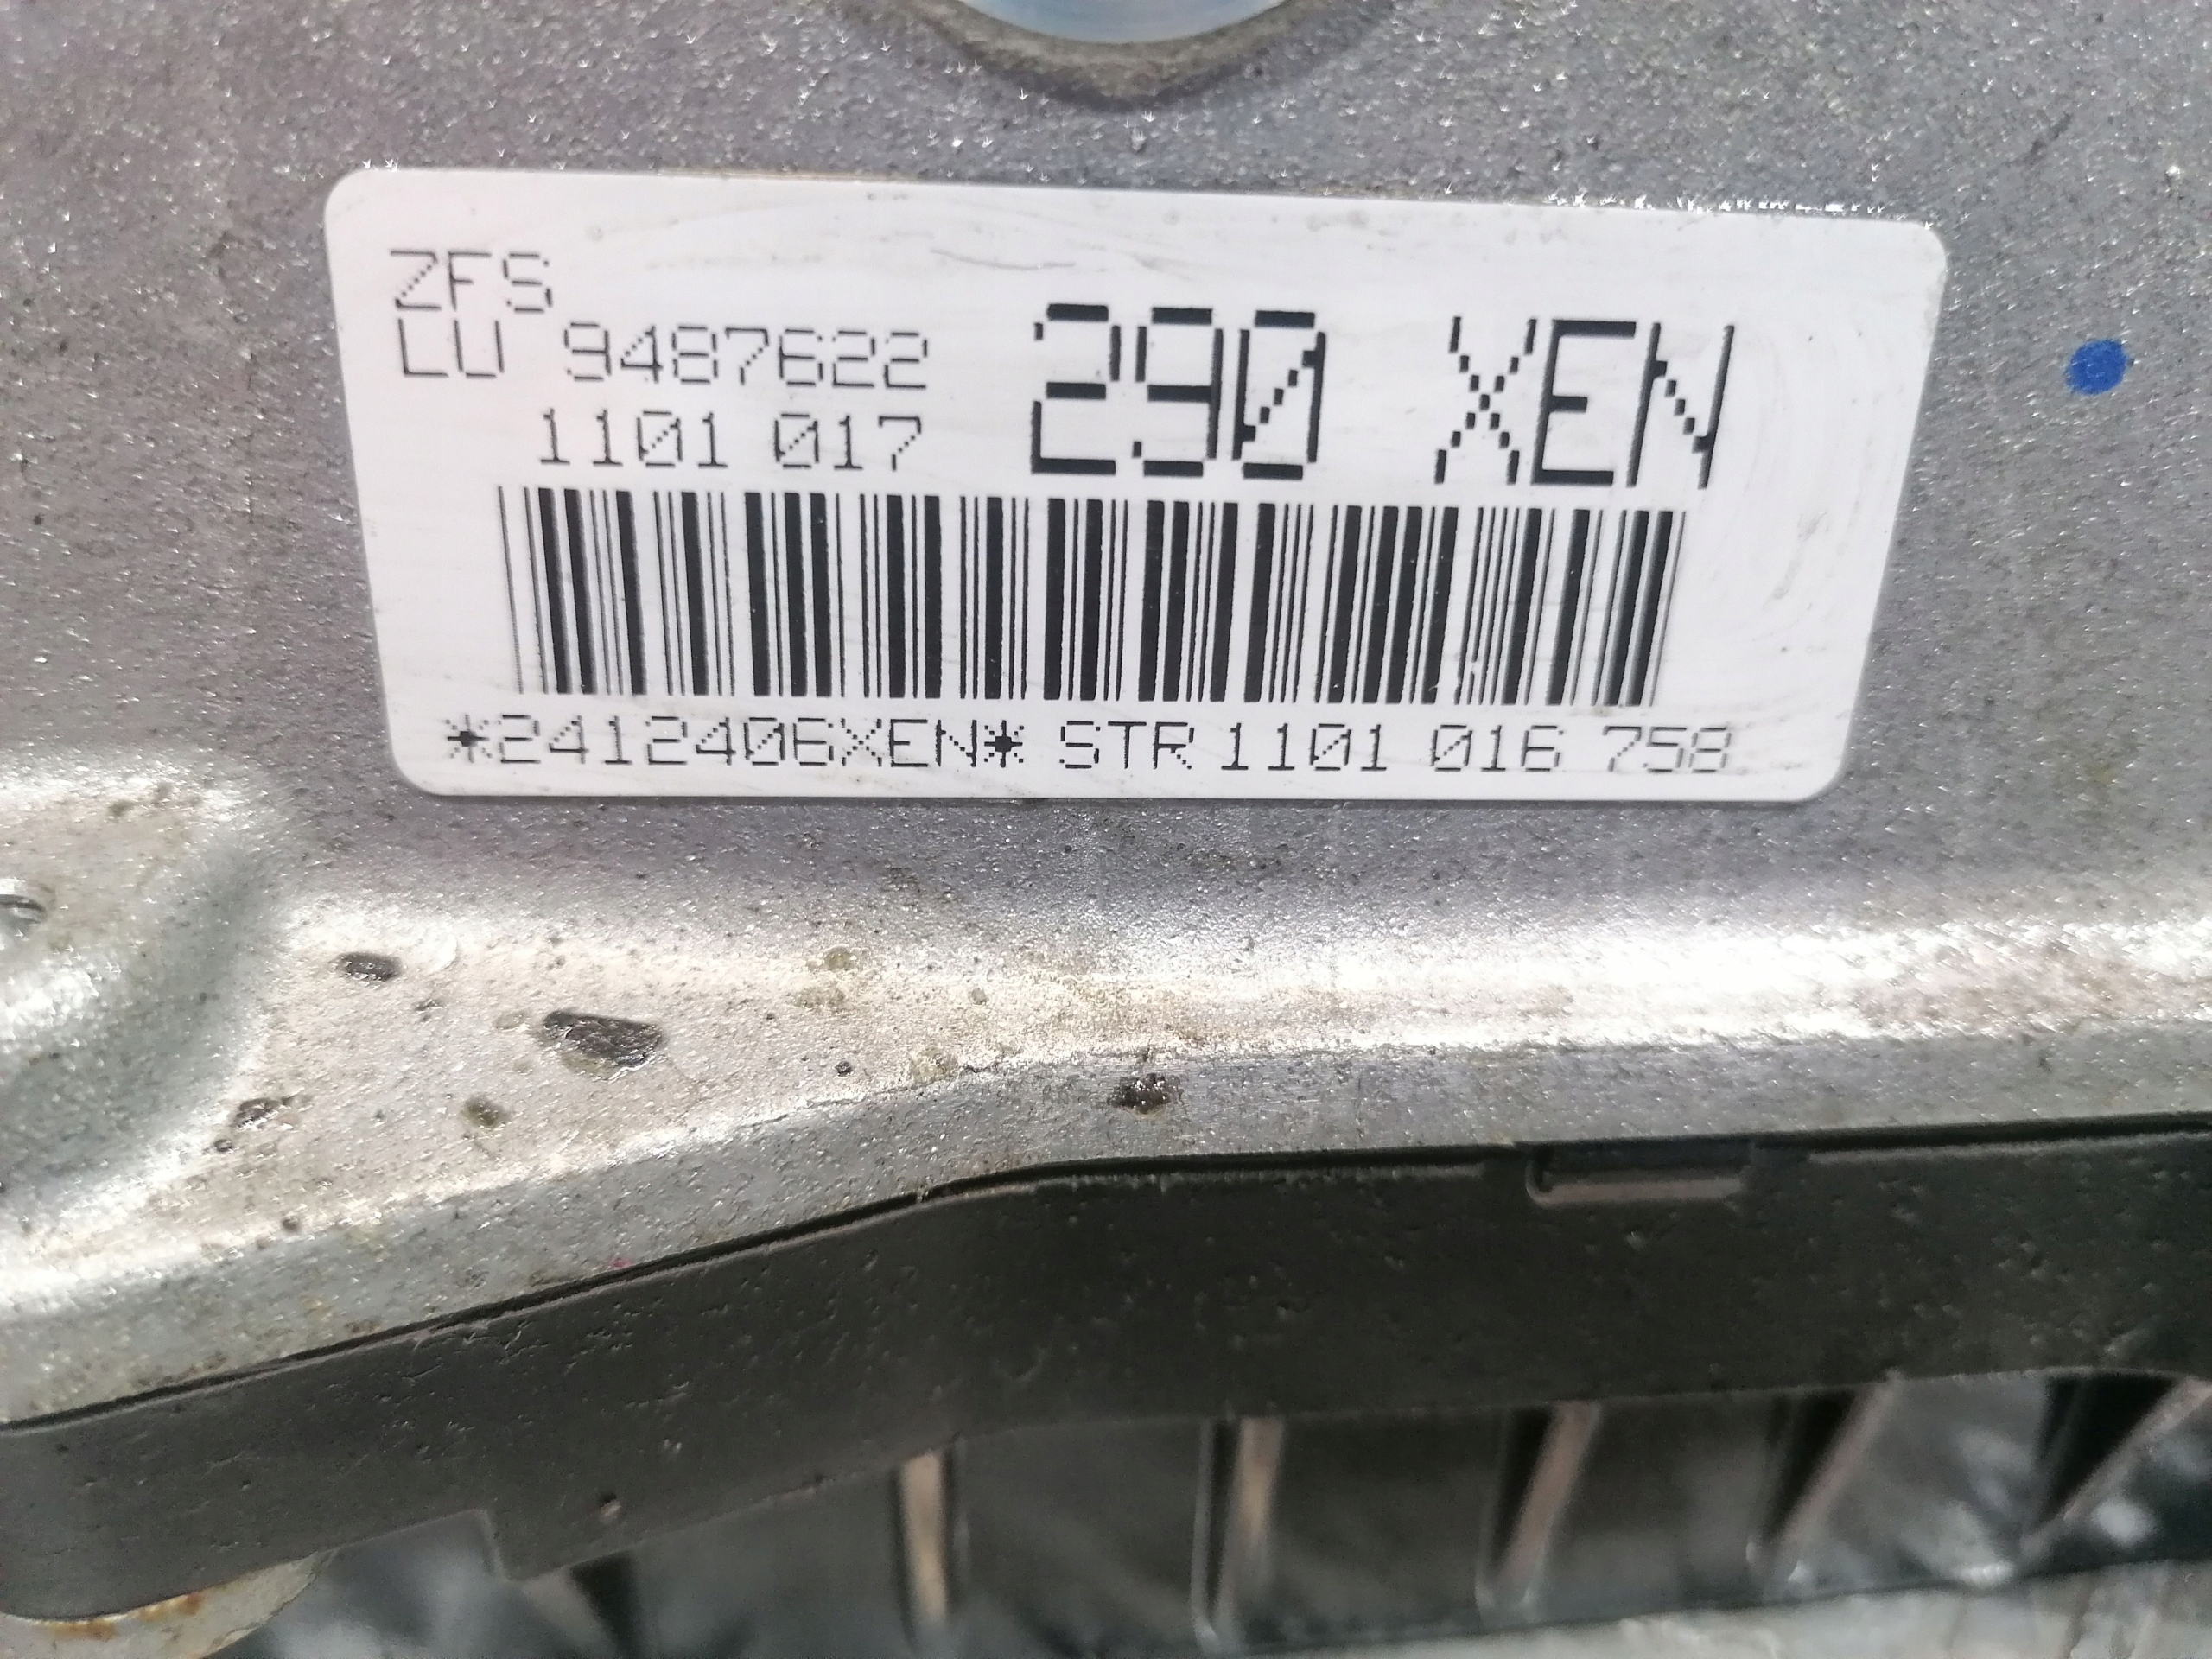 ZFS
LU 9487622 290 XEN
1101 017
*2412406XEN* STR 1101 016 758